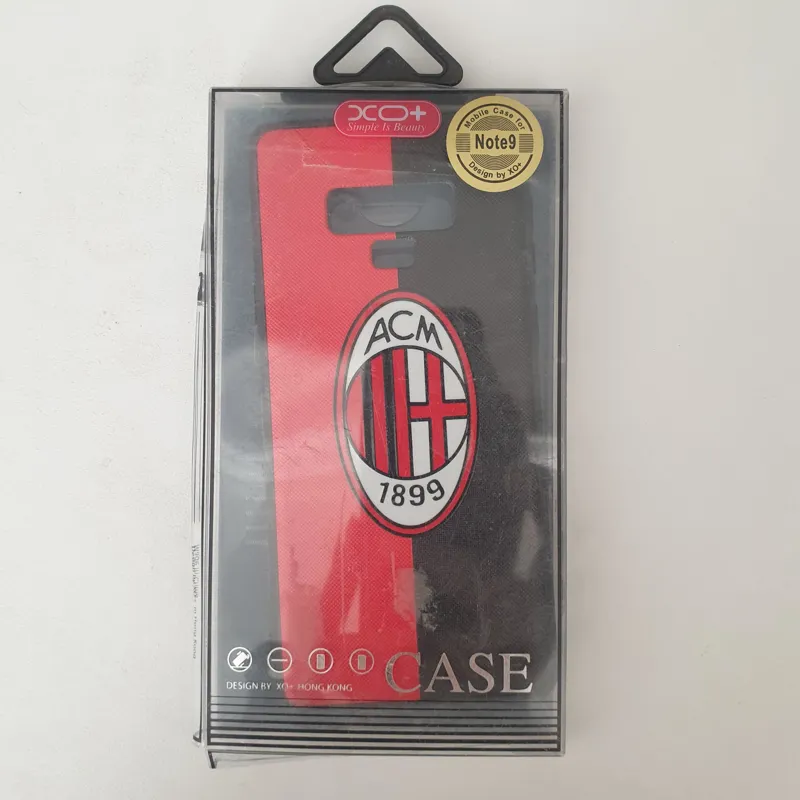 XO+
Simple Is Beauty
Mobile Case for
Note9
Design by XO+
ACM
1899
CASE
DESIGN BY XO+ HONG KONG